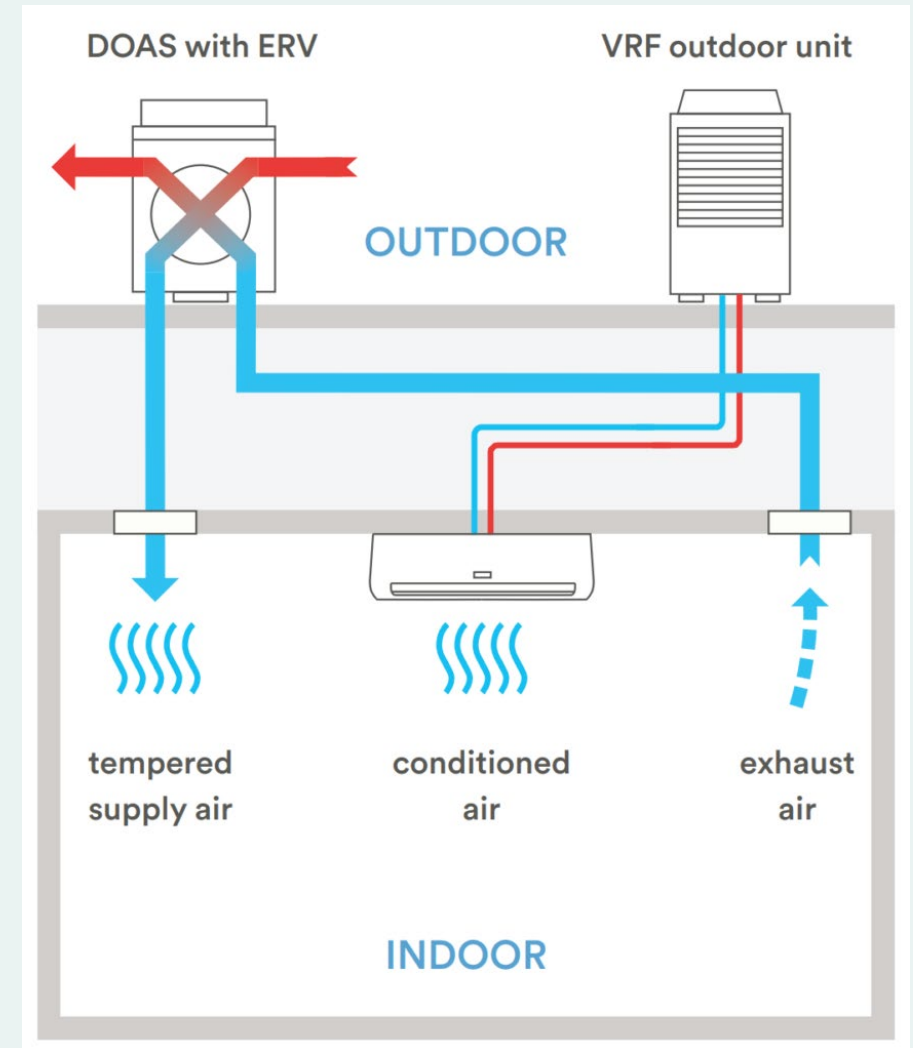 DOAS with ERV
VRF outdoor unit
OUTDOOR
tempered
supply air
conditioned
air
exhaust
air
INDOOR